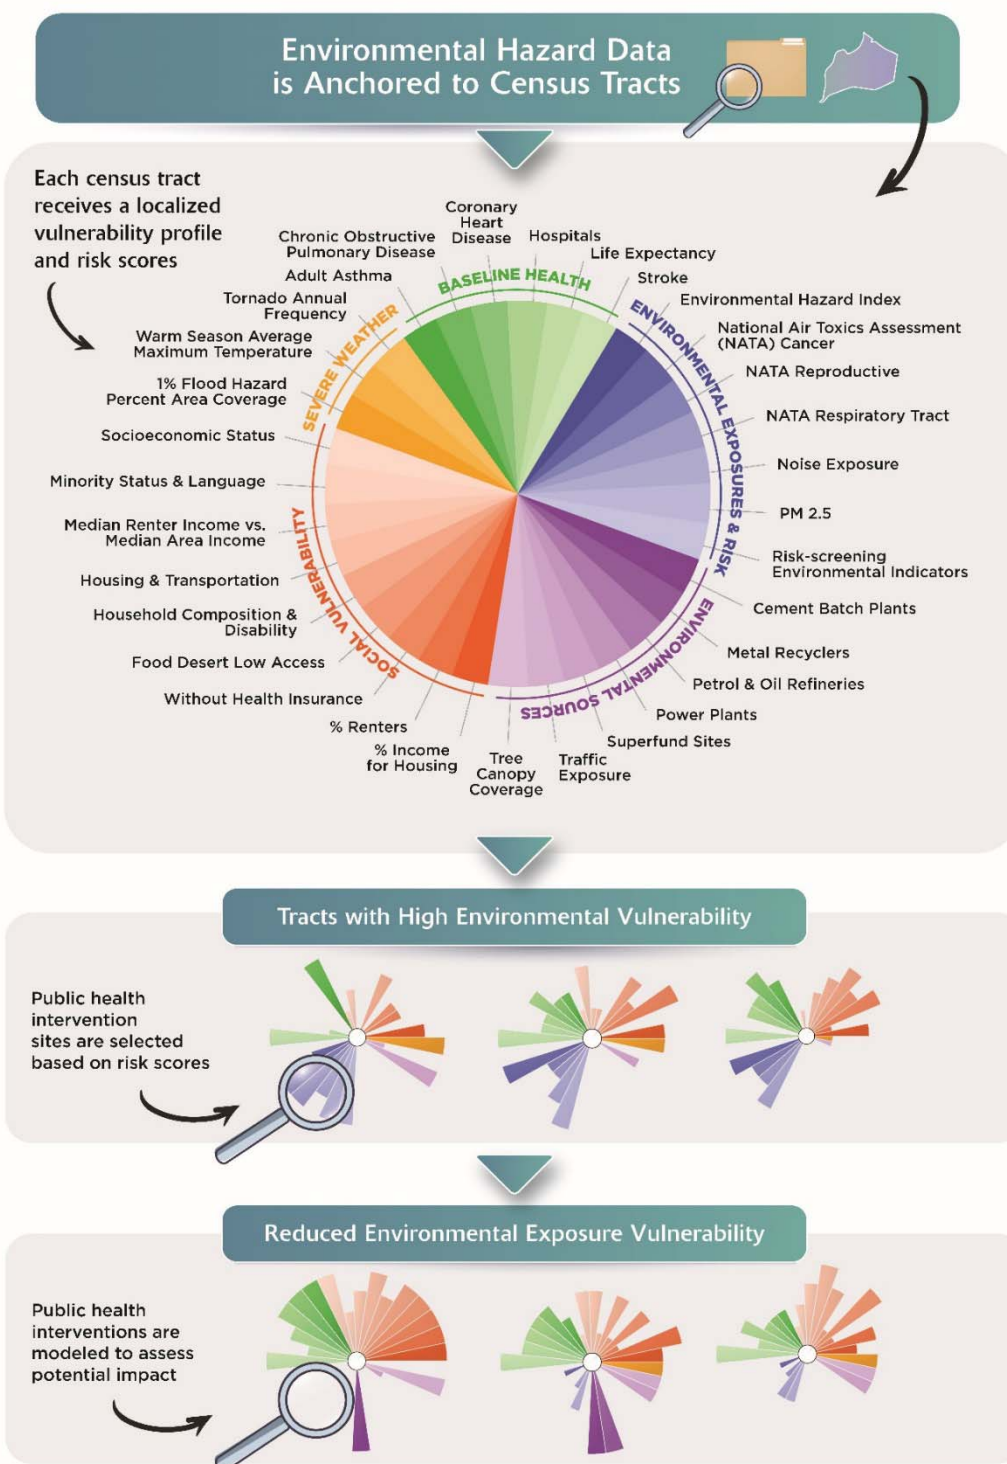 Environmental Hazard Data
is Anchored to Census Tracts
Each census tract
receives a localized
vulnerability profile
and risk scores
BASELINE HEALTH
Adult Asthma
Chronic Obstructive
Pulmonary Disease
Coronary
Heart
Disease
Hospitals
Life Expectancy
Stroke
ENVIRONMENTAL EXPOSURES & RISK
Environmental Hazard Index
National Air Toxics Assessment
(NATA) Cancer
NATA Reproductive
NATA Respiratory Tract
Noise Exposure
PM 2.5
Risk-screening
Environmental Indicators
ENVIRONMENTAL SOURCES
Cement Batch Plants
Metal Recyclers
Petrol & Oil Refineries
Power Plants
Superfund Sites
Traffic
Exposure
Tree
Canopy
Coverage
SOCIAL VULNERABILITY
% Income
for Housing
% Renters
Without Health Insurance
Food Desert Low Access
Household Composition &
Disability
Housing & Transportation
Median Renter Income vs.
Median Area Income
Minority Status & Language
Socioeconomic Status
SEVERE WEATHER
1% Flood Hazard
Percent Area Coverage
Warm Season Average
Maximum Temperature
Tornado Annual
Frequency
Tracts with High Environmental Vulnerability
Public health
intervention
sites are selected
based on risk scores
Reduced Environmental Exposure Vulnerability
Public health
interventions are
modeled to assess
potential impact